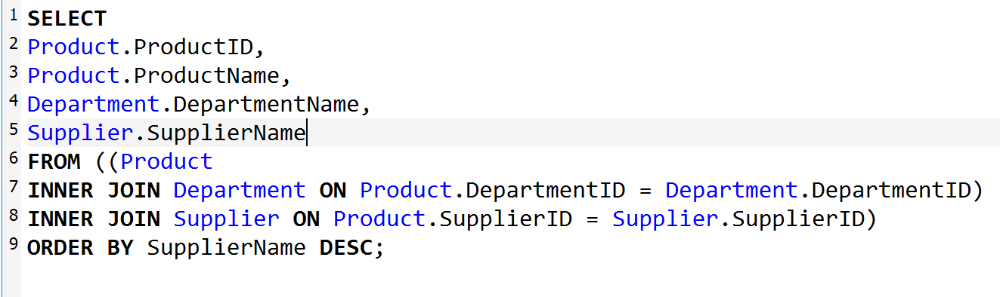 1 SELECT
2 Product.ProductID,
3 Product.ProductName,
4 Department.DepartmentName,
5 Supplier.SupplierName
6 FROM ((Product
7 INNER JOIN Department ON Product.DepartmentID = Department.DepartmentID)
8 INNER JOIN Supplier ON Product.SupplierID = Supplier.SupplierID)
9 ORDER BY SupplierName DESC;